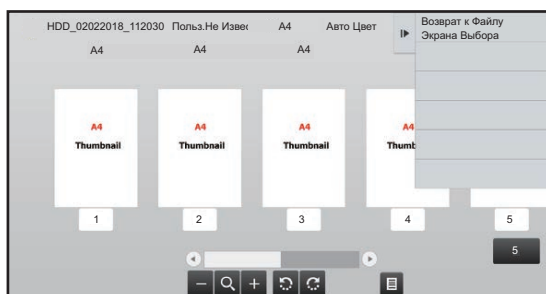 HDD_02022018_112030 Польз.Не Извес A4 Авто Цвет
Возврат к Файлу
Экрана Выбора
A4 A4 A4
A4 A4 A4 A4
Thumbnail Thumbnail Thumbnail Thumb
1 2 3 4 5
5